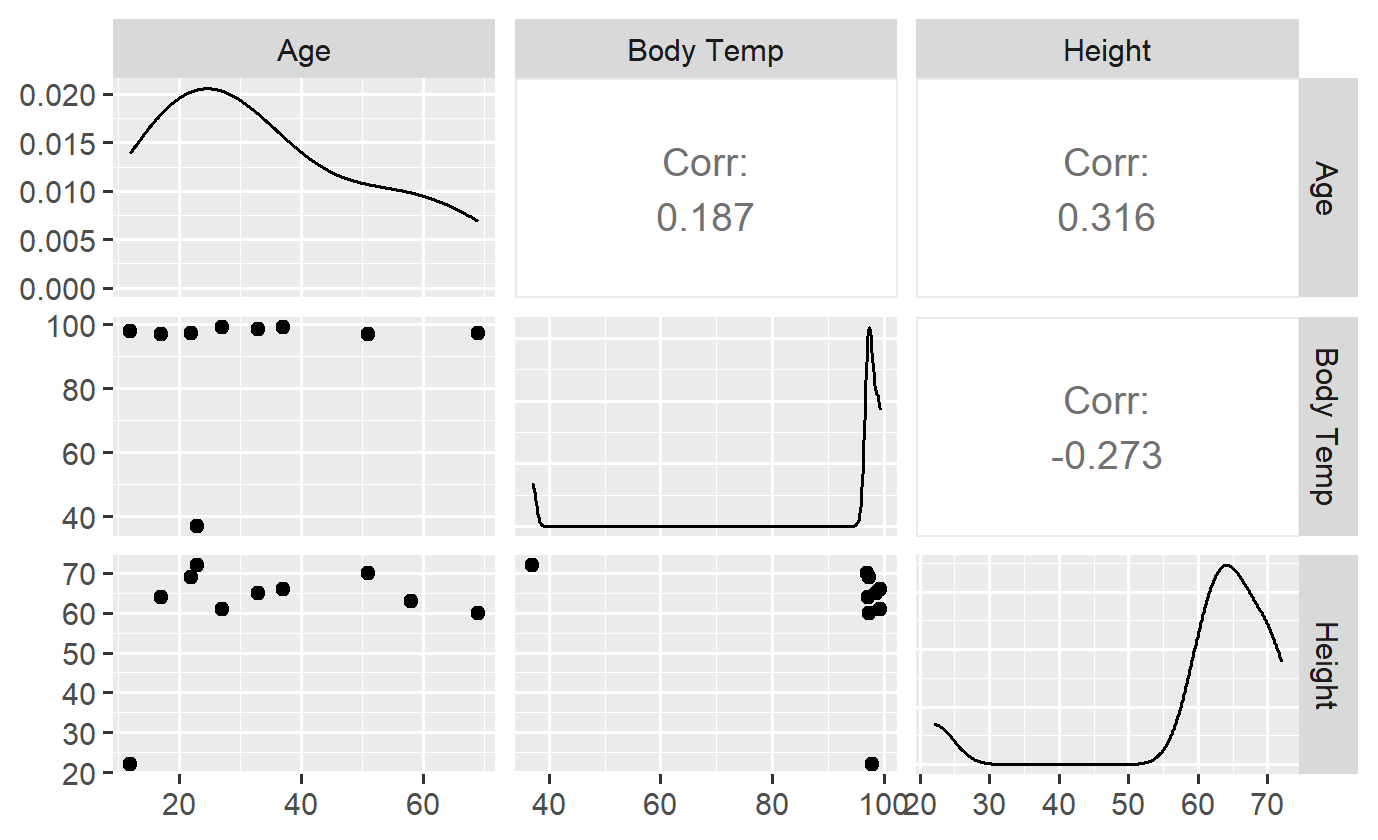 Age Body Temp Height
0.020
0.015
0.010
0.005
0.000
Corr:
0.187
Corr:
0.316
Age
100
80
60
40
Corr:
-0.273
Body Temp
70
60
50
40
30
20
Height
20 40 60
40 60 80 100
20 30 40 50 60 70